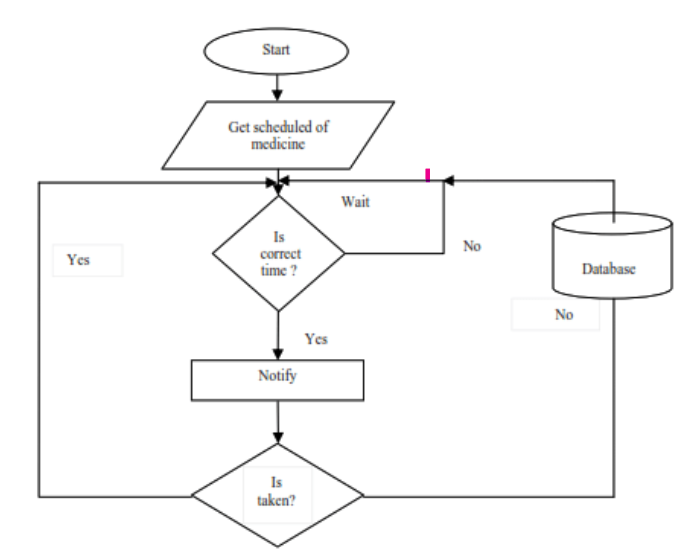 Start
Get scheduled of
medicine
Wait
Is
correct
time ?
No
Yes
Database
No
Yes
Notify
Is
taken?